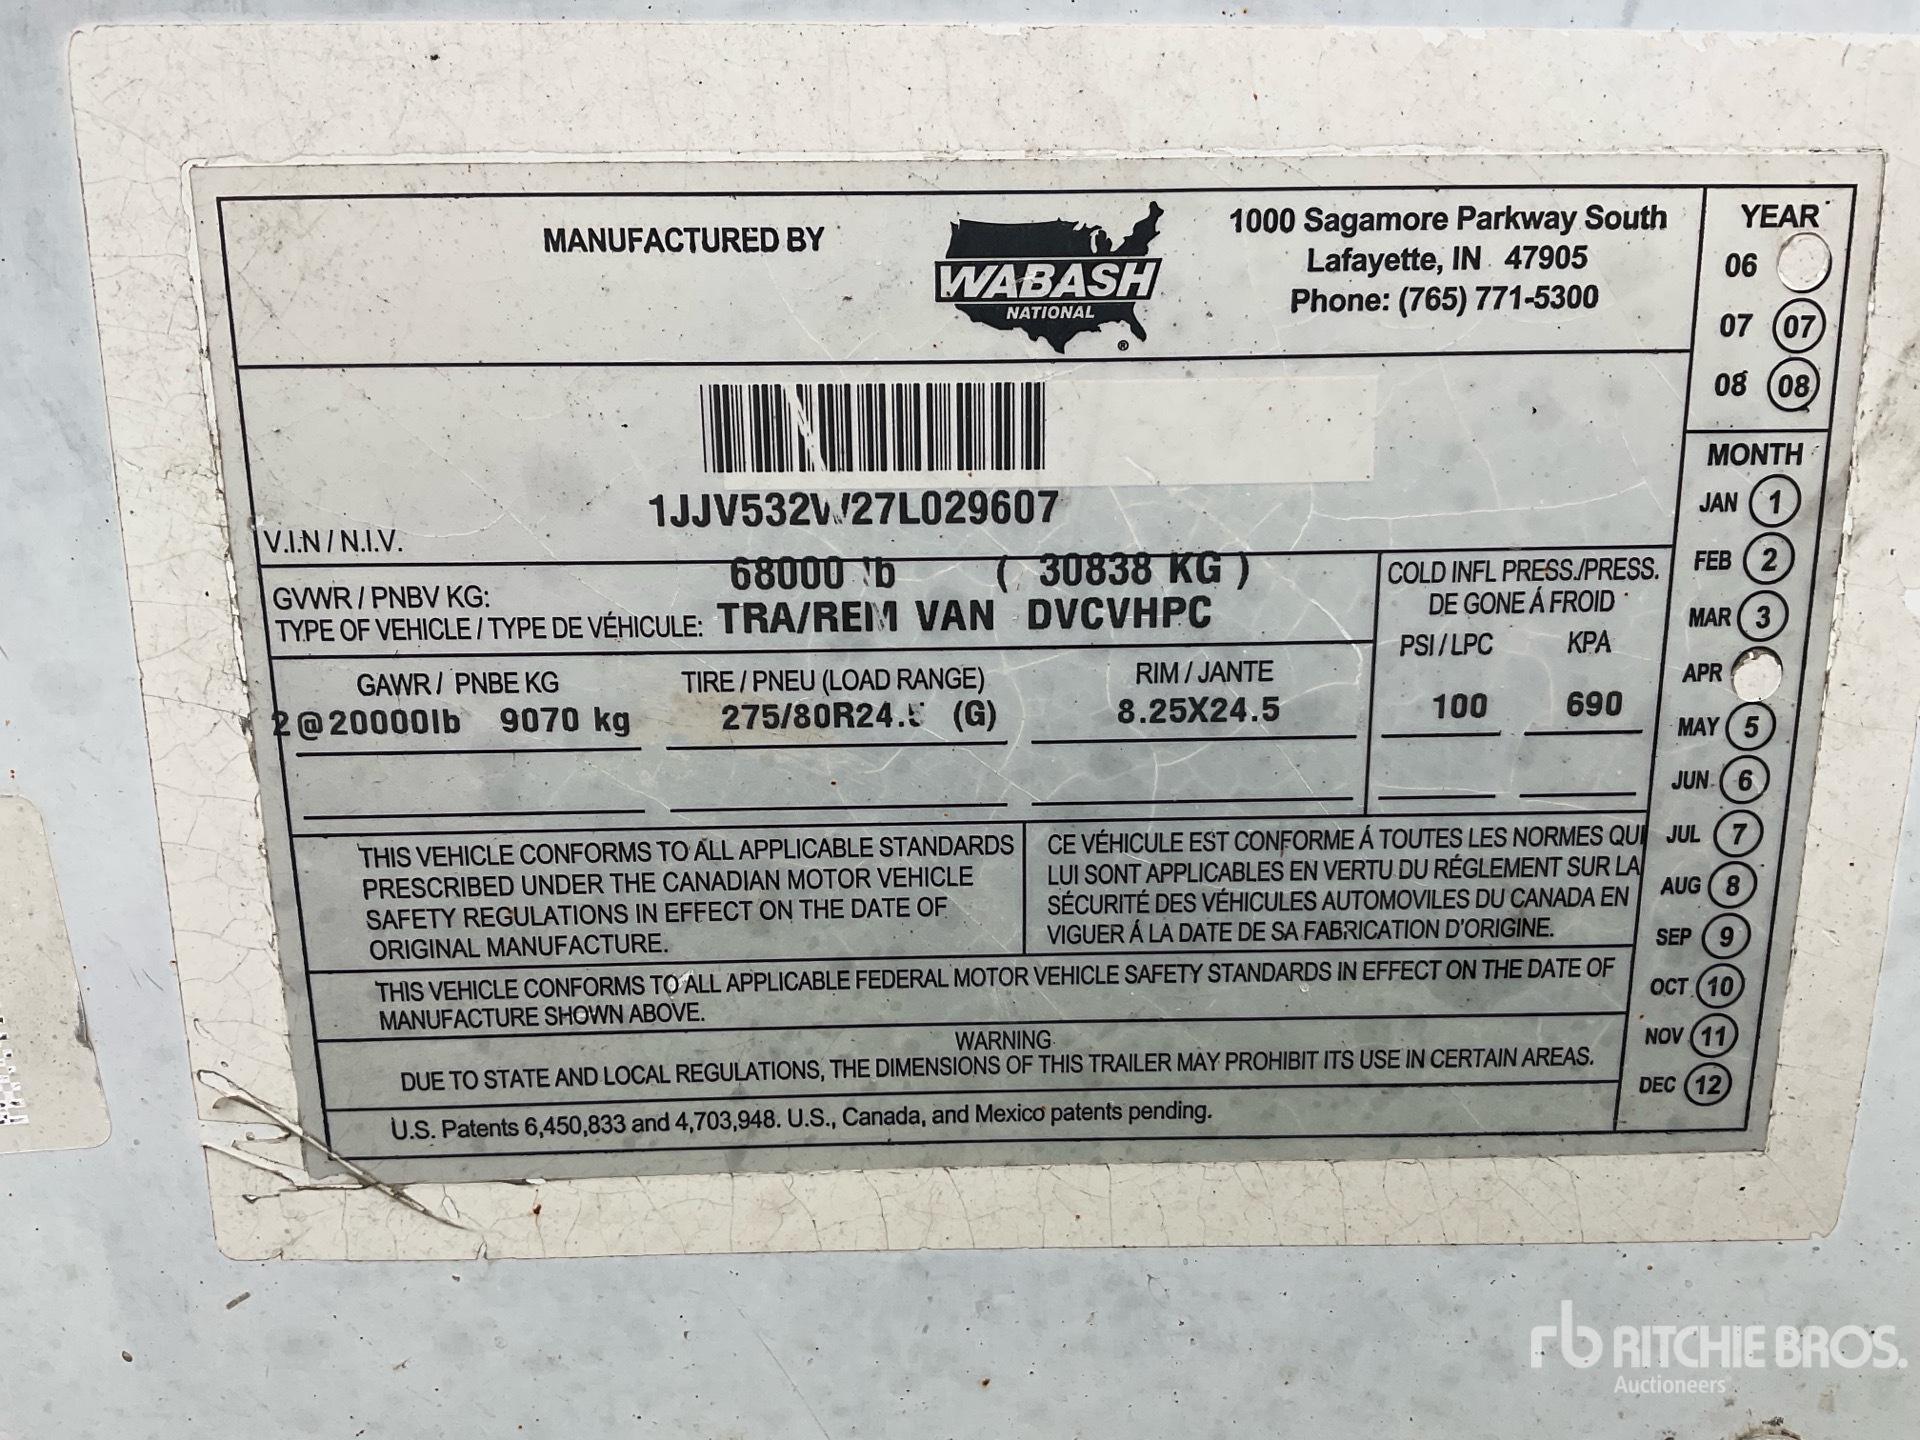 MANUFACTURED BY
WABASH
NATIONAL
®
1000 Sagamore Parkway South
Lafayette, IN 47905
Phone: (765) 771-5300
YEAR
06
07 07
08 08
1JJV532W27L029607
V.I.N / N.I.V.
GVWR / PNBV KG: 68000 lb ( 30838 KG )
TYPE OF VEHICLE / TYPE DE VÉHICULE: TRA/REM VAN DVCVHPC
COLD INFL PRESS./PRESS.
DE GONE Á FROID
PSI / LPC KPA
100 690
GAWR / PNBE KG TIRE / PNEU (LOAD RANGE) RIM / JANTE
2@20000lb 9070 kg 275/80R24.5 (G) 8.25X24.5
THIS VEHICLE CONFORMS TO ALL APPLICABLE STANDARDS
PRESCRIBED UNDER THE CANADIAN MOTOR VEHICLE
SAFETY REGULATIONS IN EFFECT ON THE DATE OF
ORIGINAL MANUFACTURE.
CE VÉHICULE EST CONFORME Á TOUTES LES NORMES QUI
LUI SONT APPLICABLES EN VERTU DU RÉGLEMENT SUR LA
SÉCURITÉ DES VÉHICULES AUTOMOVILES DU CANADA EN
VIGUER Á LA DATE DE SA FABRICATION D'ORIGINE.
THIS VEHICLE CONFORMS TO ALL APPLICABLE FEDERAL MOTOR VEHICLE SAFETY STANDARDS IN EFFECT ON THE DATE OF
MANUFACTURE SHOWN ABOVE.
WARNING
DUE TO STATE AND LOCAL REGULATIONS, THE DIMENSIONS OF THIS TRAILER MAY PROHIBIT ITS USE IN CERTAIN AREAS.
U.S. Patents 6,450,833 and 4,703,948. U.S., Canada, and Mexico patents pending.
MONTH
JAN 1
FEB 2
MAR 3
APR
MAY 5
JUN 6
JUL 7
AUG 8
SEP 9
OCT 10
NOV 11
DEC 12
rb RITCHIE BROS.
Auctioneers